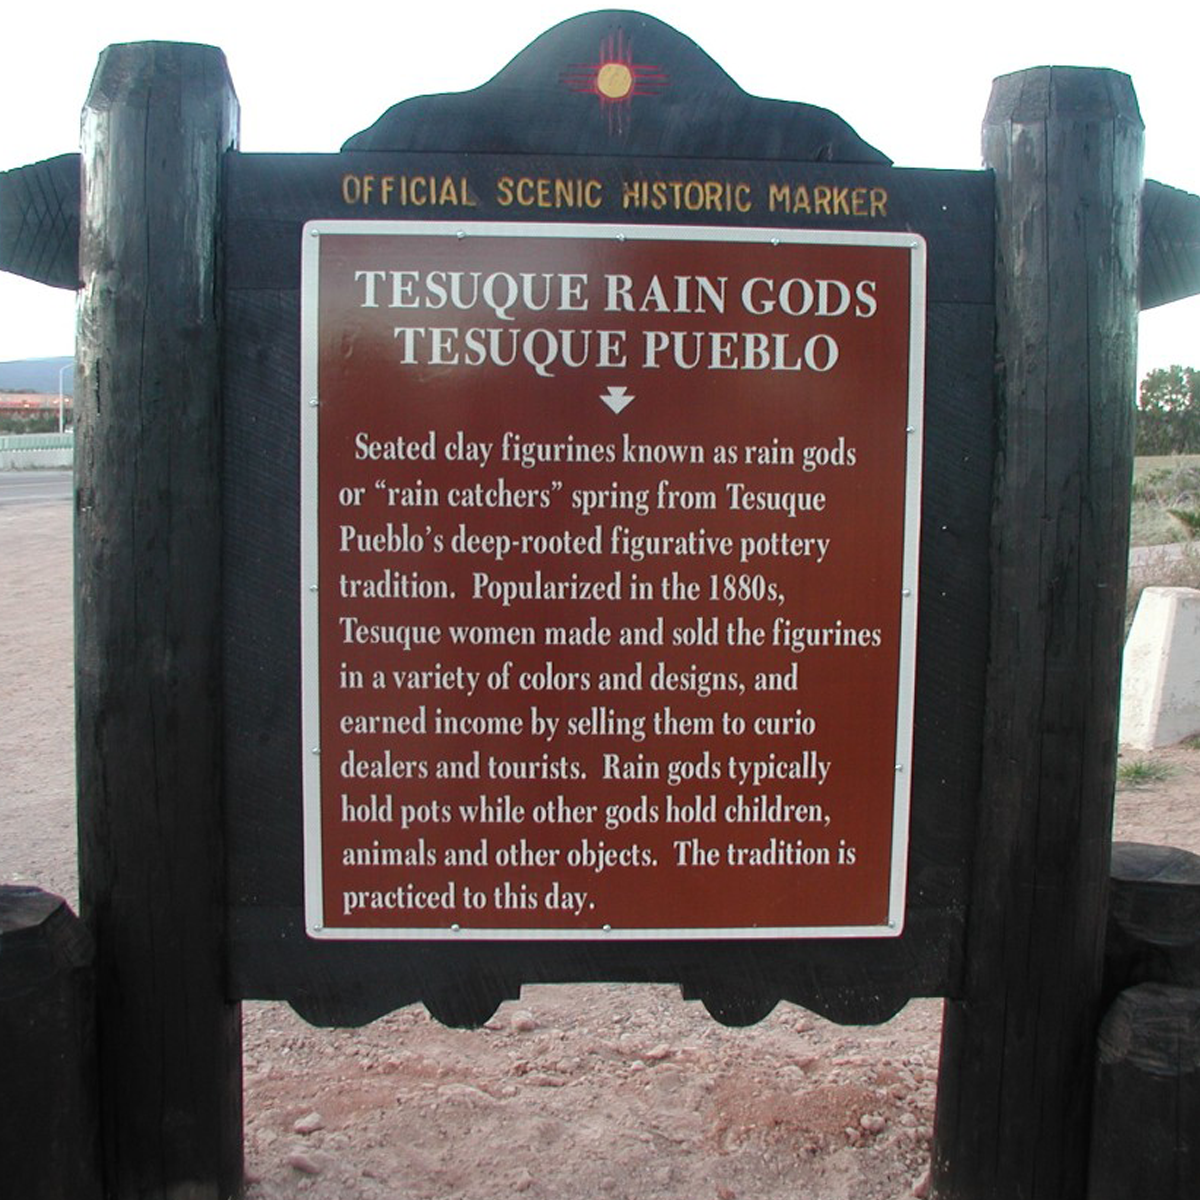 OFFICIAL SCENIC HISTORIC MARKER
TESUQUE RAIN GODS
TESUQUE PUEBLO
Seated clay figurines known as rain gods
or “rain catchers” spring from Tesuque
Pueblo’s deep-rooted figurative pottery
tradition. Popularized in the 1880s,
Tesuque women made and sold the figurines
in a variety of colors and designs, and
earned income by selling them to curio
dealers and tourists. Rain gods typically
hold pots while other gods hold children,
animals and other objects. The tradition is
practiced to this day.